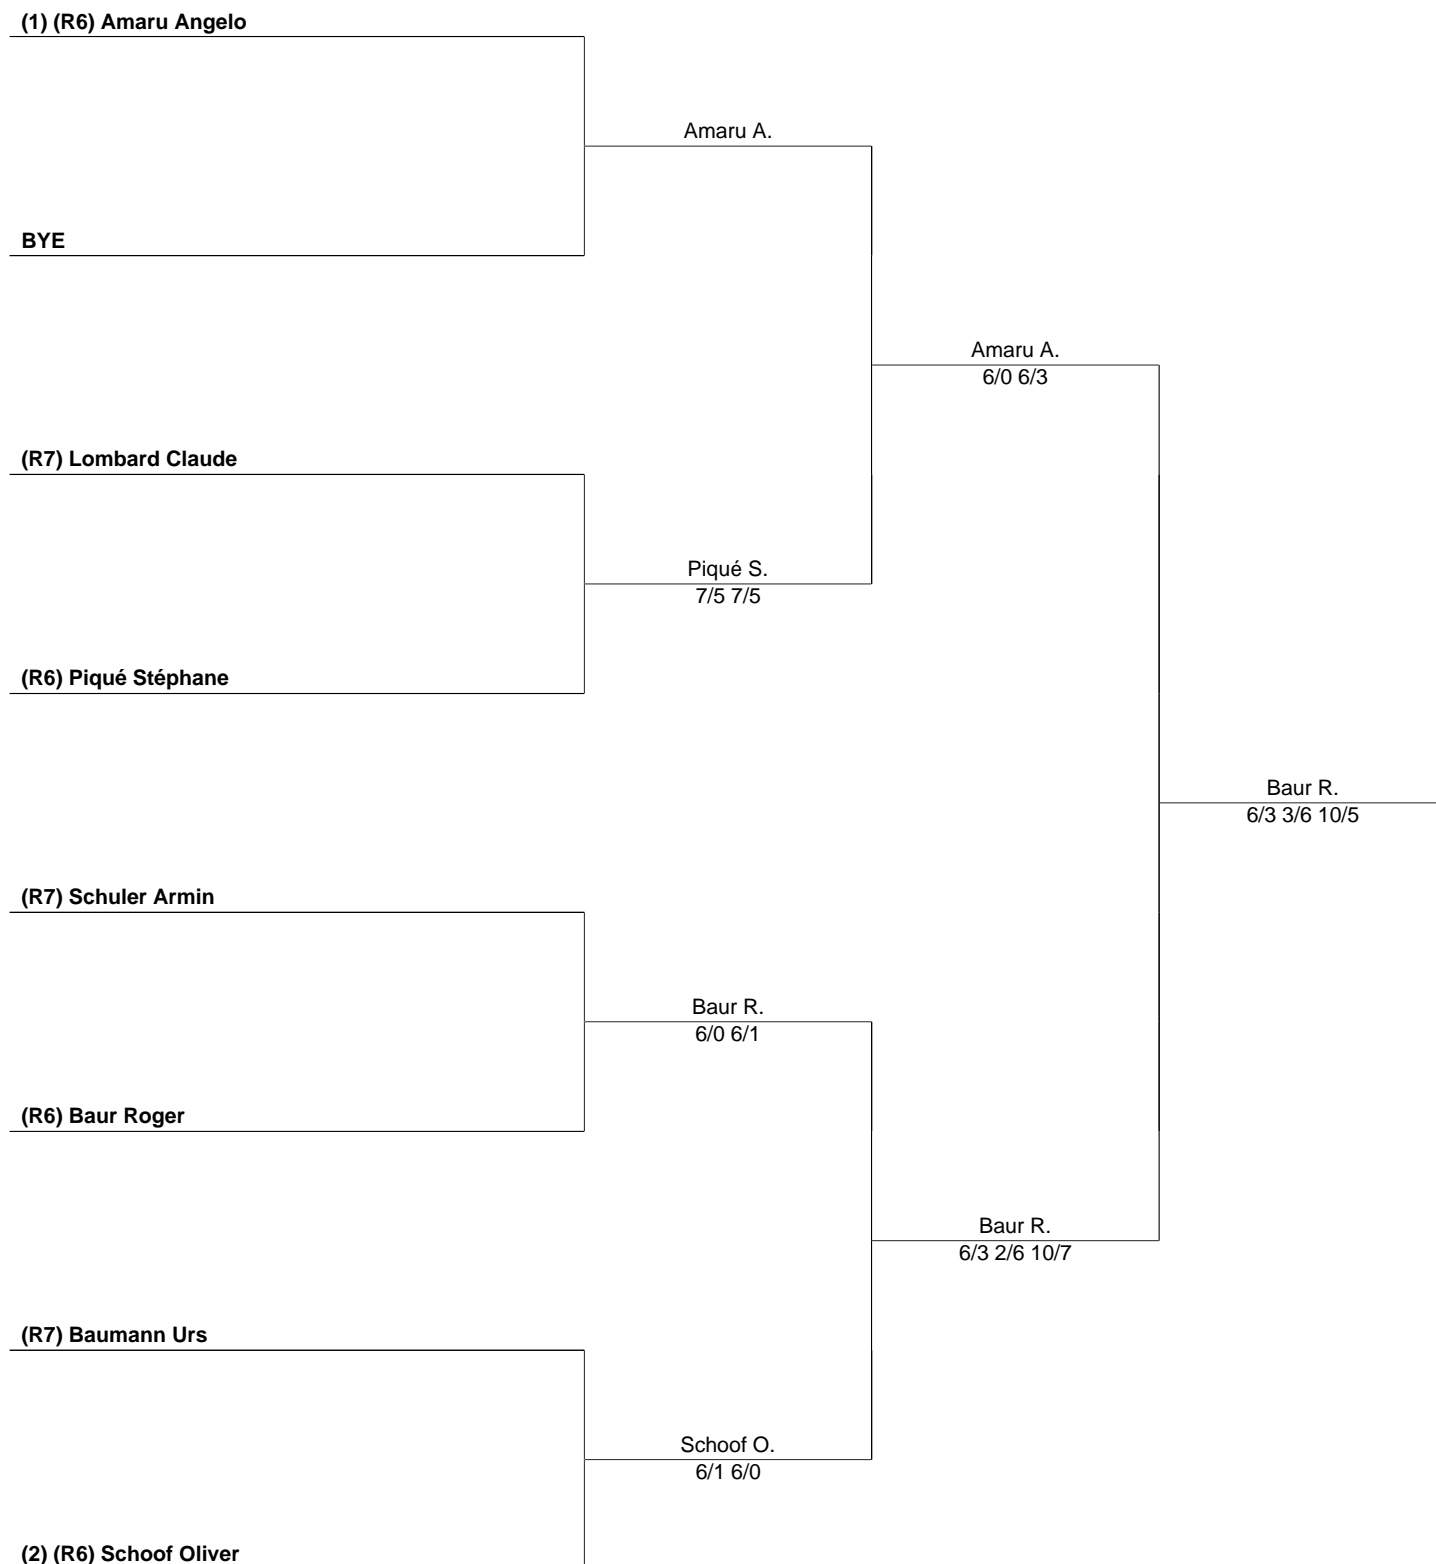 (1) (R6) Amaru Angelo
Amaru A.
BYE
Amaru A.
6/0 6/3
(R7) Lombard Claude
Piqué S.
7/5 7/5
(R6) Piqué Stéphane
Baur R.
6/3 3/6 10/5
(R7) Schuler Armin
Baur R.
6/0 6/1
(R6) Baur Roger
Baur R.
6/3 2/6 10/7
(R7) Baumann Urs
Schoof O.
6/1 6/0
(2) (R6) Schoof Oliver